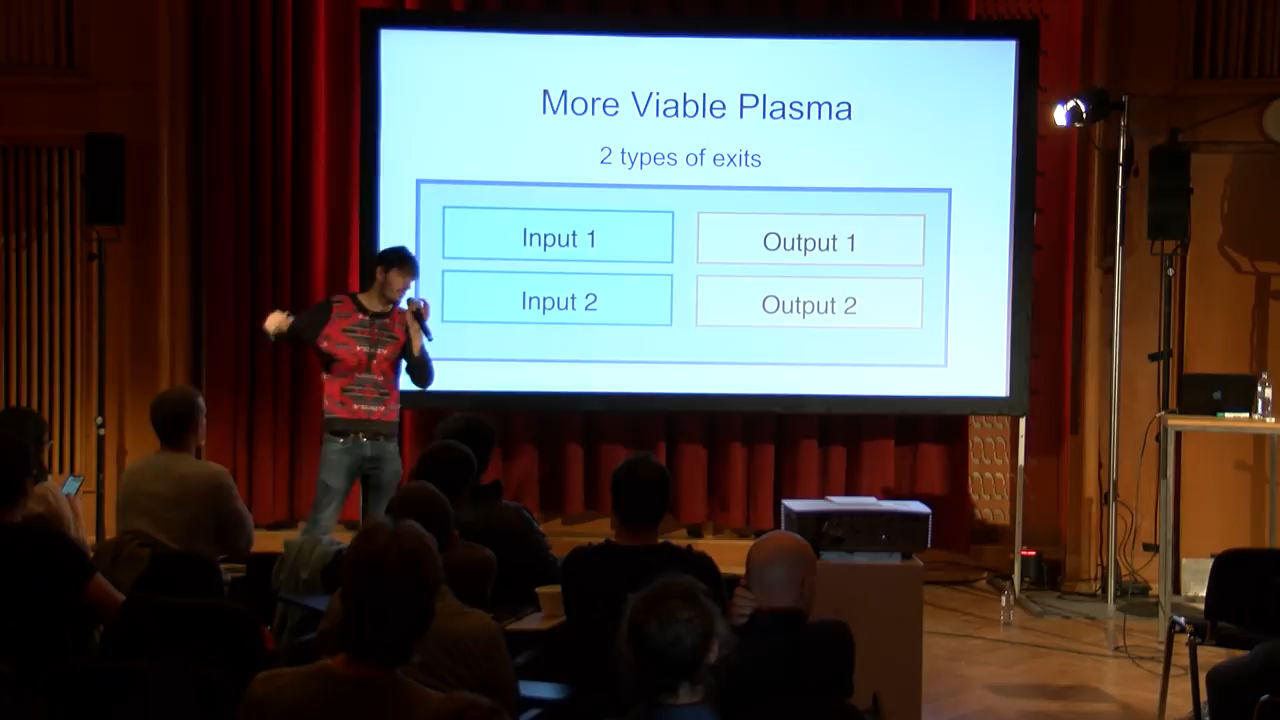 More Viable Plasma
2 types of exits
Input 1
Output 1
Input 2
Output 2